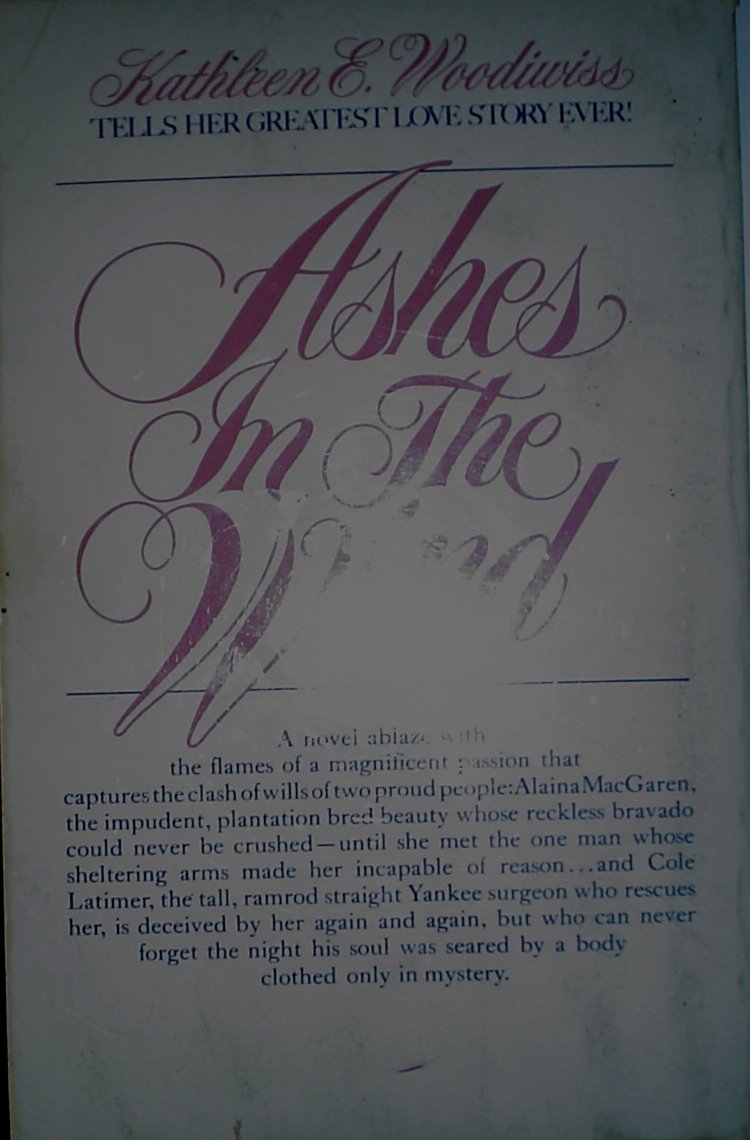 Kathleen E. Woodiwiss
TELLS HER GREATEST LOVE STORY EVER!
Ashes
In The
Wind
A novel ablaze with
the flames of a magnificent passion that
captures the clash of wills of two proud people: Alaina MacGaren,
the impudent, plantation bred beauty whose reckless bravado
could never be crushed—until she met the one man whose
sheltering arms made her incapable of reason...and Cole
Latimer, the tall, ramrod straight Yankee surgeon who rescues
her, is deceived by her again and again, but who can never
forget the night his soul was seared by a body
clothed only in mystery.